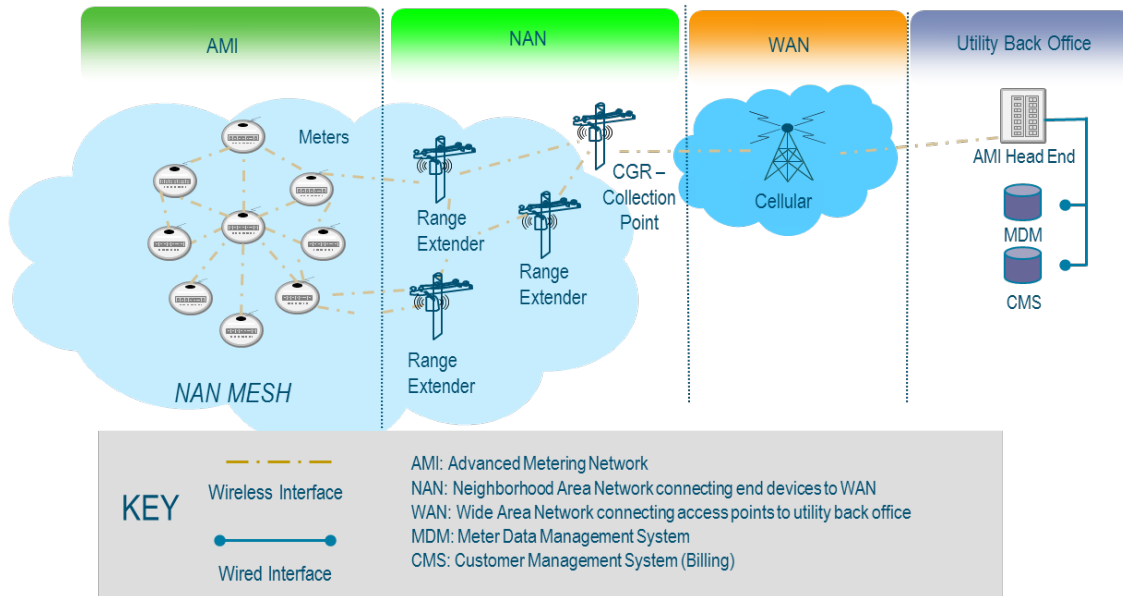 AMI
NAN
WAN
Utility Back Office
Meters
Range
Extender
CGR –
Collection
Point
Range
Extender
Range
Extender
NAN MESH
Cellular
AMI Head End
MDM
CMS
KEY
Wireless Interface
Wired Interface
AMI: Advanced Metering Network
NAN: Neighborhood Area Network connecting end devices to WAN
WAN: Wide Area Network connecting access points to utility back office
MDM: Meter Data Management System
CMS: Customer Management System (Billing)